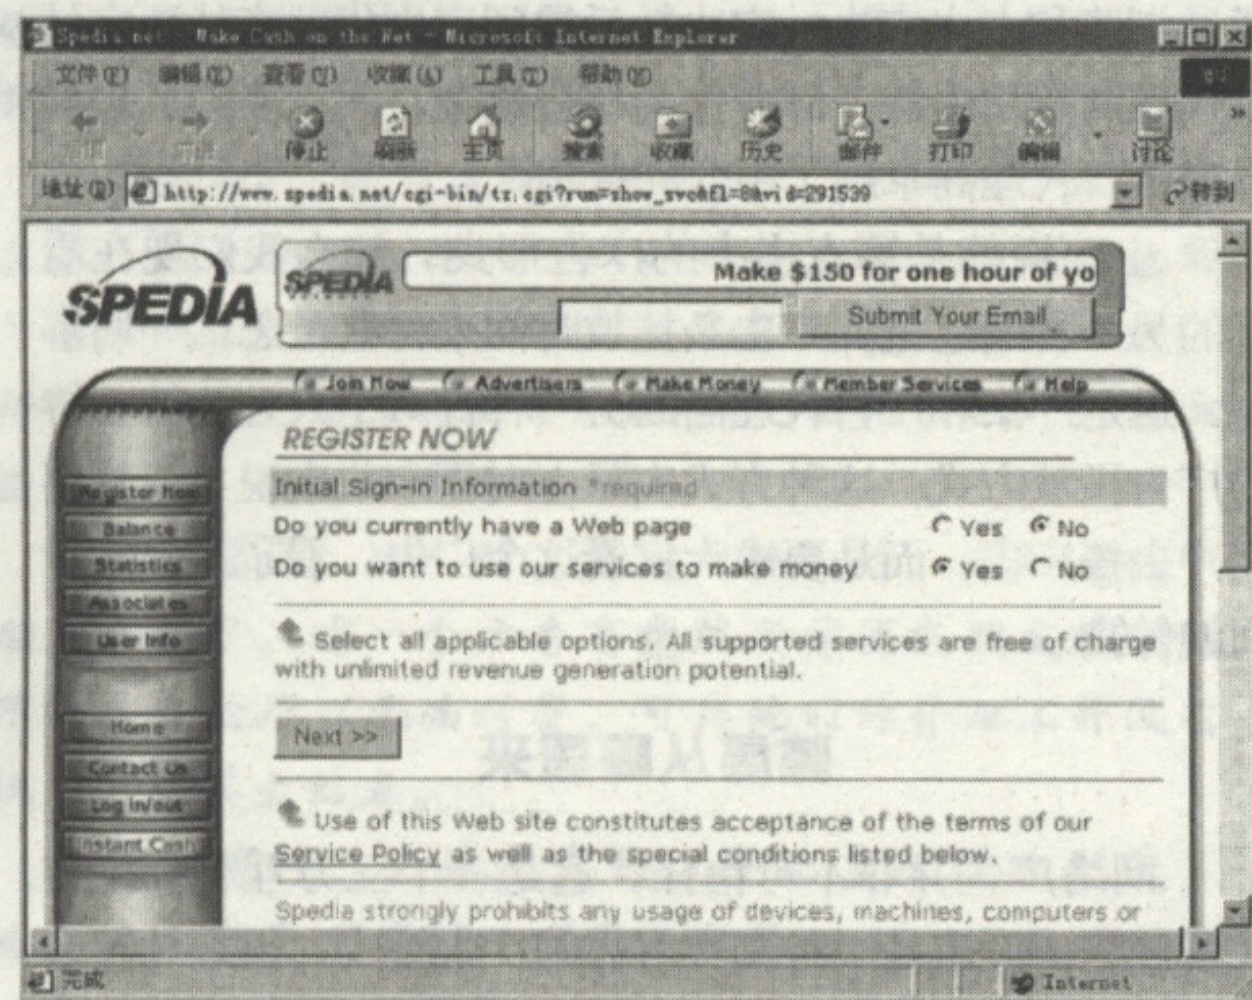 Spedia net - Make Cash on the Net - Microsoft Internet Explorer
文件(F) 编辑(E) 查看(V) 收藏(A) 工具(T) 帮助(H)
后退 前进 停止 刷新 主页 搜索 收藏 历史 邮件 打印 编辑 讨论 »
地址(D) http://www.spedia.net/cgi-bin/tz.cgi?run=show_svc&fl=8&vid=291539 转到
SPEDIA
SPEDIA Make $150 for one hour of yo
Submit Your Email
Join Now Advertisers Make Money Member Services Help
REGISTER NOW
Register Now
Initial Sign-in Information *required
Balance
Do you currently have a Web page Yes No
Statistics
Do you want to use our services to make money Yes No
Associates
User Info
Select all applicable options. All supported services are free of charge
with unlimited revenue generation potential.
Home
Next >>
Contact Us
Log in/out
Use of this Web site constitutes acceptance of the terms of our
Instant Cash
Service Policy as well as the special conditions listed below.
Spedia strongly prohibits any usage of devices, machines, computers or
完成 Internet